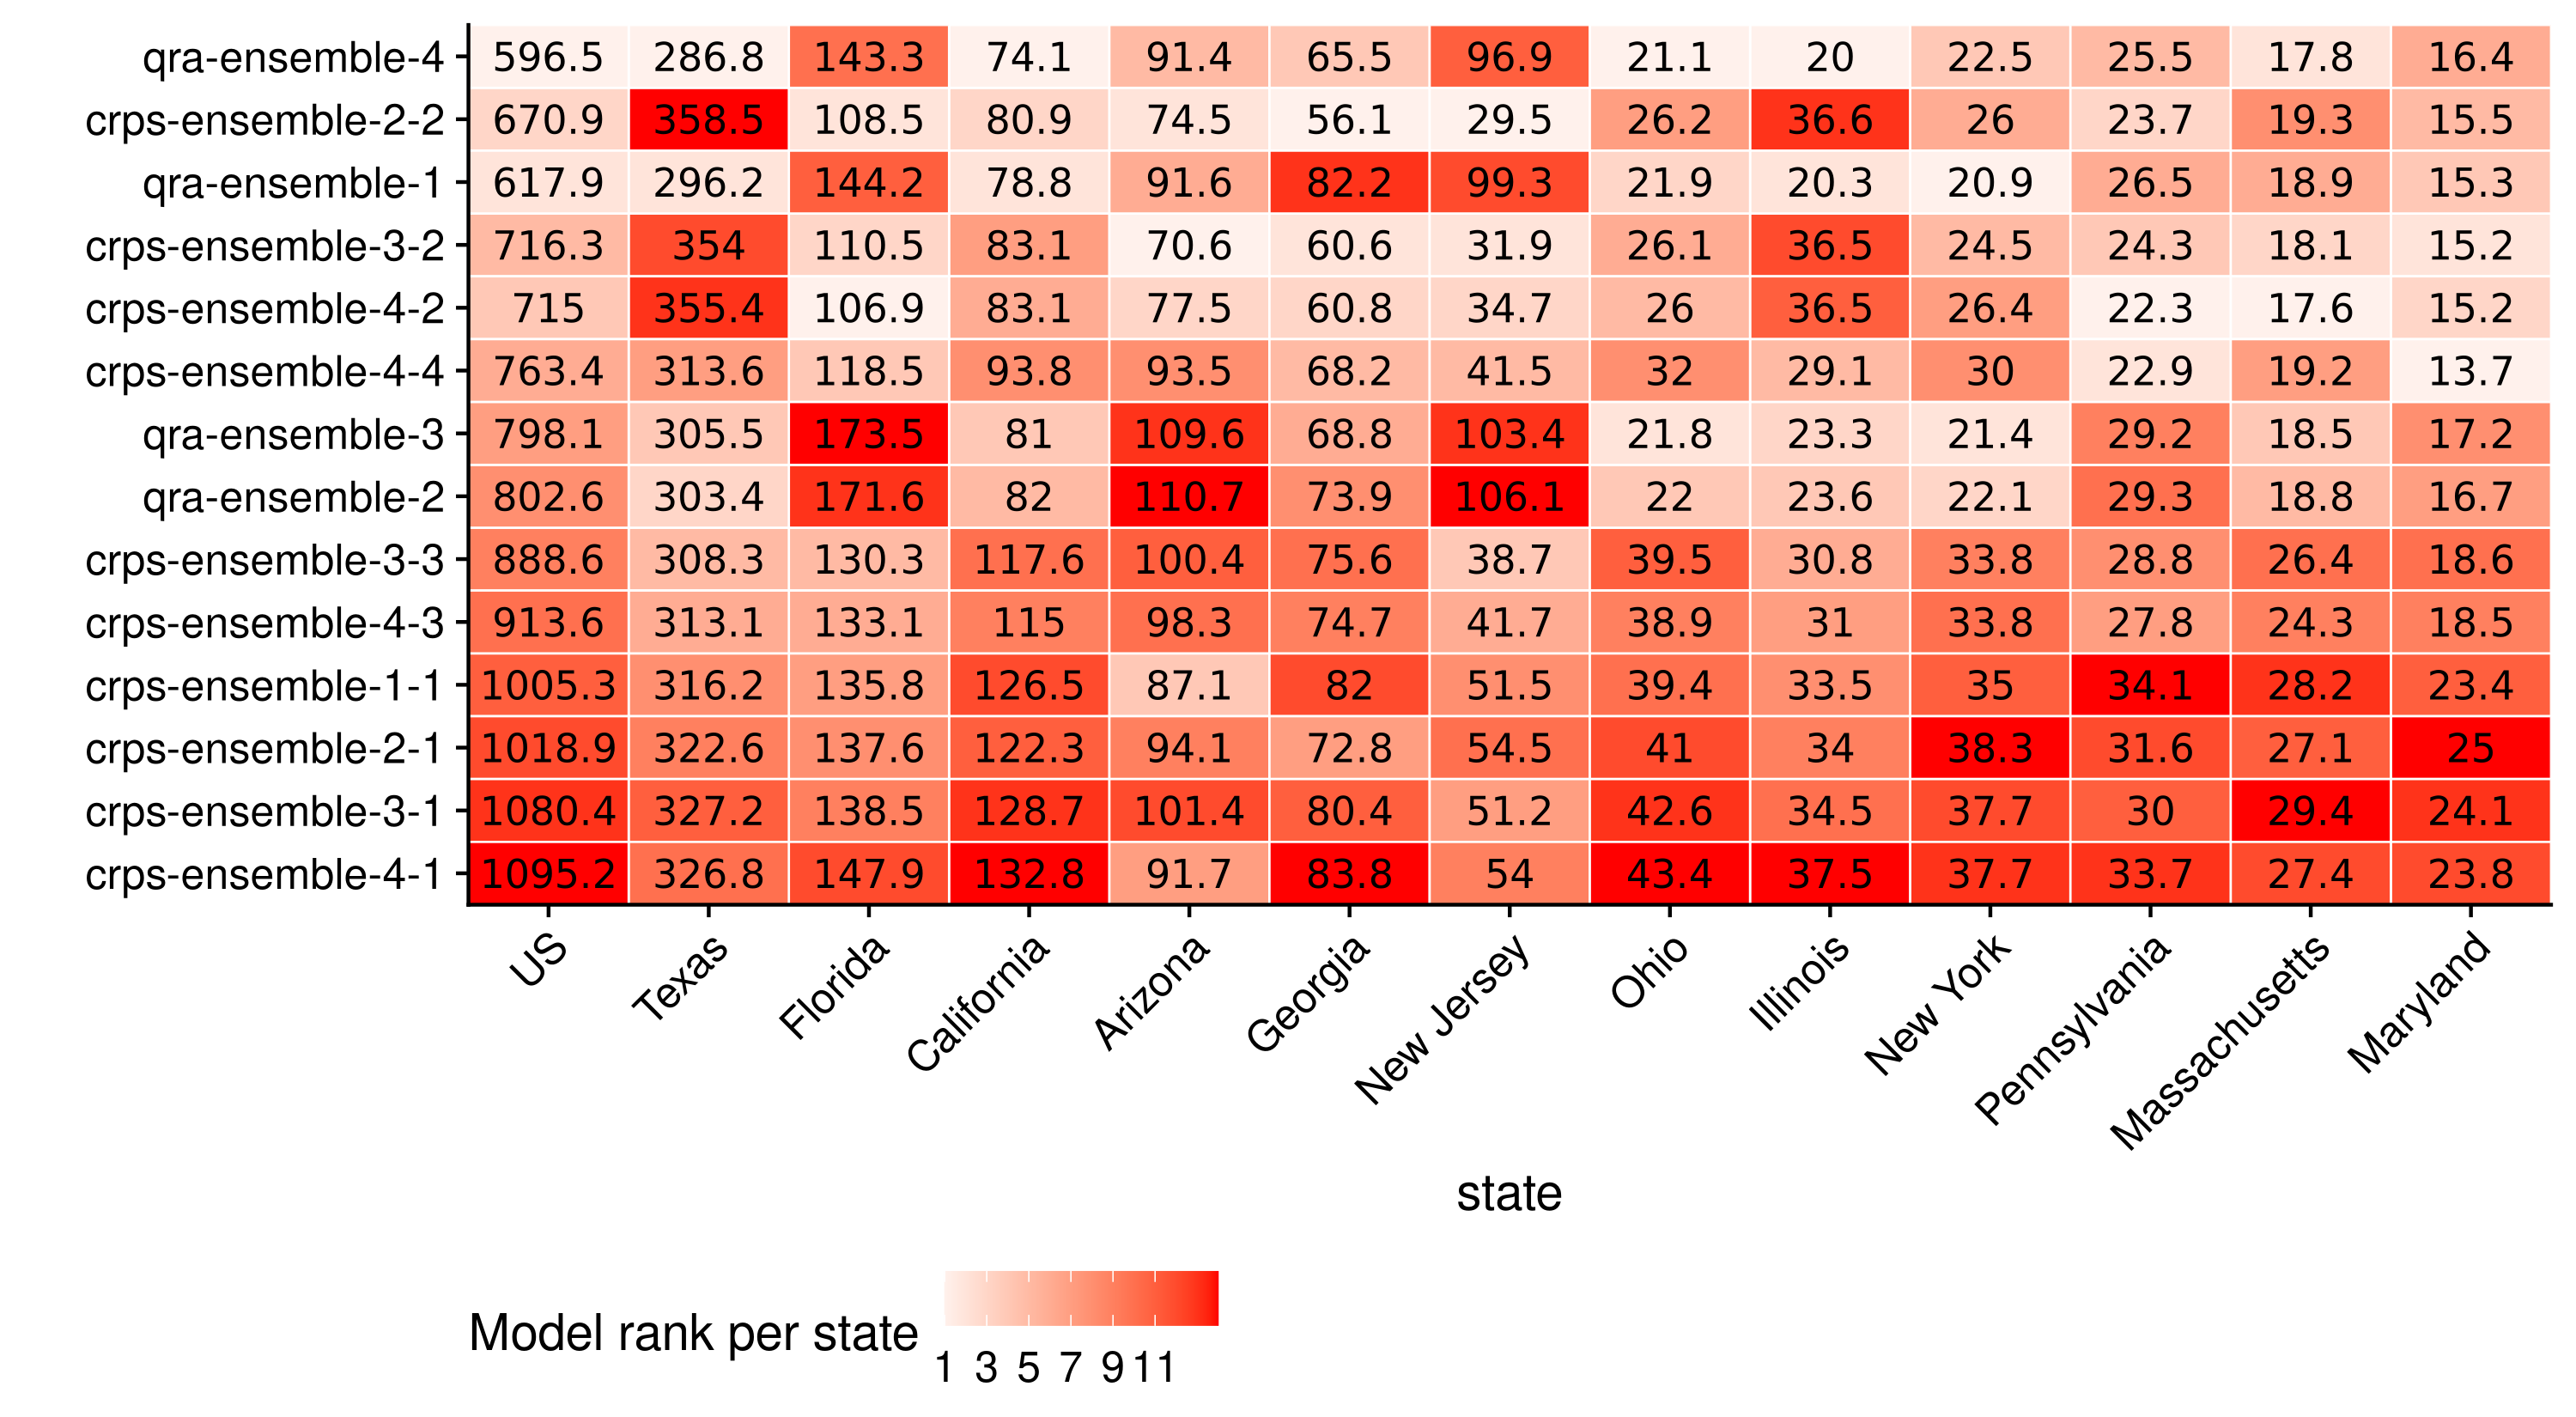 qra-ensemble-4 596.5 286.8 143.3 74.1 91.4 65.5 96.9 21.1 20 22.5 25.5 17.8 16.4
crps-ensemble-2-2 670.9 358.5 108.5 80.9 74.5 56.1 29.5 26.2 36.6 26 23.7 19.3 15.5
qra-ensemble-1 617.9 296.2 144.2 78.8 91.6 82.2 99.3 21.9 20.3 20.9 26.5 18.9 15.3
crps-ensemble-3-2 716.3 354 110.5 83.1 70.6 60.6 31.9 26.1 36.5 24.5 24.3 18.1 15.2
crps-ensemble-4-2 715 355.4 106.9 83.1 77.5 60.8 34.7 26 36.5 26.4 22.3 17.6 15.2
crps-ensemble-4-4 763.4 313.6 118.5 93.8 93.5 68.2 41.5 32 29.1 30 22.9 19.2 13.7
qra-ensemble-3 798.1 305.5 173.5 81 109.6 68.8 103.4 21.8 23.3 21.4 29.2 18.5 17.2
qra-ensemble-2 802.6 303.4 171.6 82 110.7 73.9 106.1 22 23.6 22.1 29.3 18.8 16.7
crps-ensemble-3-3 888.6 308.3 130.3 117.6 100.4 75.6 38.7 39.5 30.8 33.8 28.8 26.4 18.6
crps-ensemble-4-3 913.6 313.1 133.1 115 98.3 74.7 41.7 38.9 31 33.8 27.8 24.3 18.5
crps-ensemble-1-1 1005.3 316.2 135.8 126.5 87.1 82 51.5 39.4 33.5 35 34.1 28.2 23.4
crps-ensemble-2-1 1018.9 322.6 137.6 122.3 94.1 72.8 54.5 41 34 38.3 31.6 27.1 25
crps-ensemble-3-1 1080.4 327.2 138.5 128.7 101.4 80.4 51.2 42.6 34.5 37.7 30 29.4 24.1
crps-ensemble-4-1 1095.2 326.8 147.9 132.8 91.7 83.8 54 43.4 37.5 37.7 33.7 27.4 23.8
US Texas Florida California Arizona Georgia New Jersey Ohio Illinois New York Pennsylvania Massachusetts Maryland
state
Model rank per state
1 3 5 7 9 11